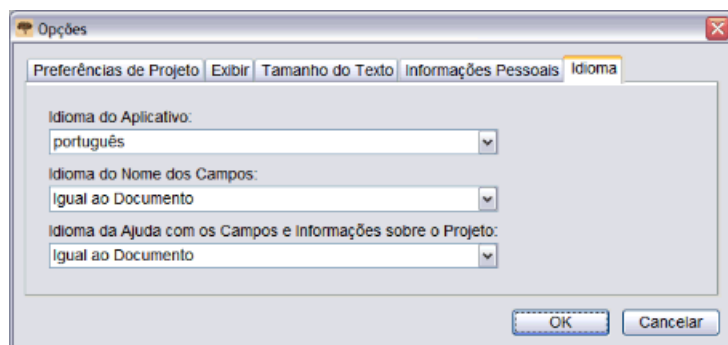 Opções
Preferências de Projeto Exibir Tamanho do Texto Informações Pessoais Idioma
Idioma do Aplicativo:
português
Idioma do Nome dos Campos:
Igual ao Documento
Idioma da Ajuda com os Campos e Informações sobre o Projeto:
Igual ao Documento
OK Cancelar